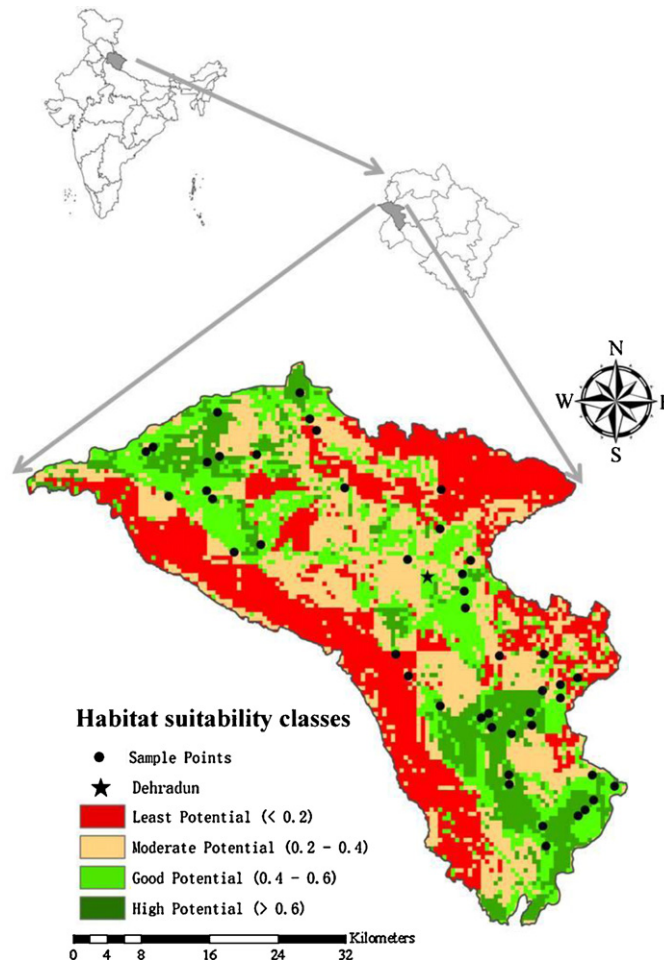 N
W
E
S
Habitat suitability classes
Sample Points
Dehradun
Least Potential (< 0.2)
Moderate Potential (0.2 - 0.4)
Good Potential (0.4 - 0.6)
High Potential (> 0.6)
Kilometers
0 4 8 16 24 32